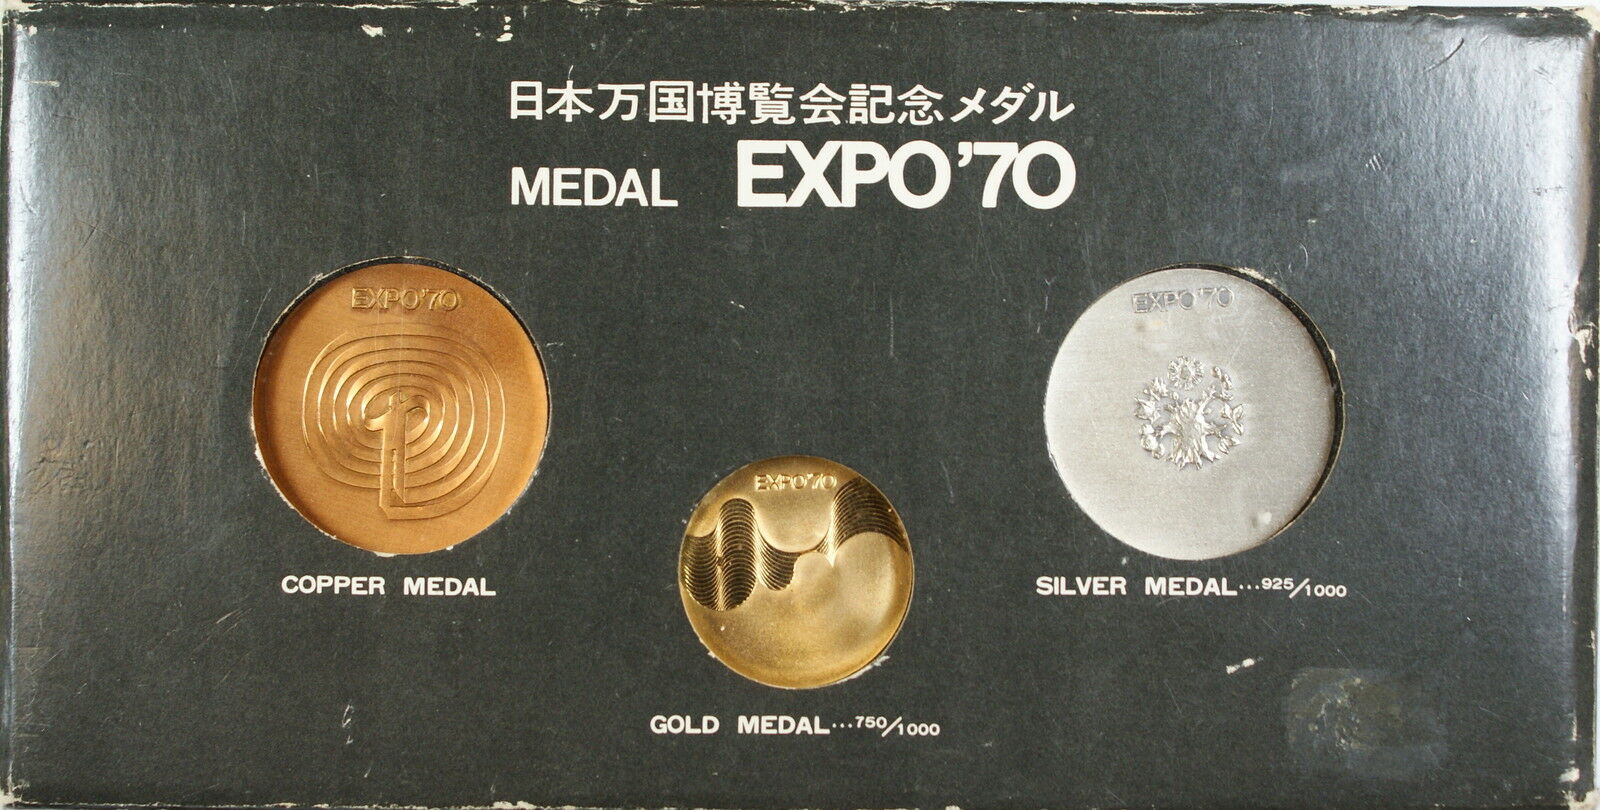 日本万国博覧会記念メダル
MEDAL EXPO'70
EXPO'70
EXPO'70
EXPO'70
COPPER MEDAL
SILVER MEDAL...925/1000
GOLD MEDAL...750/1000